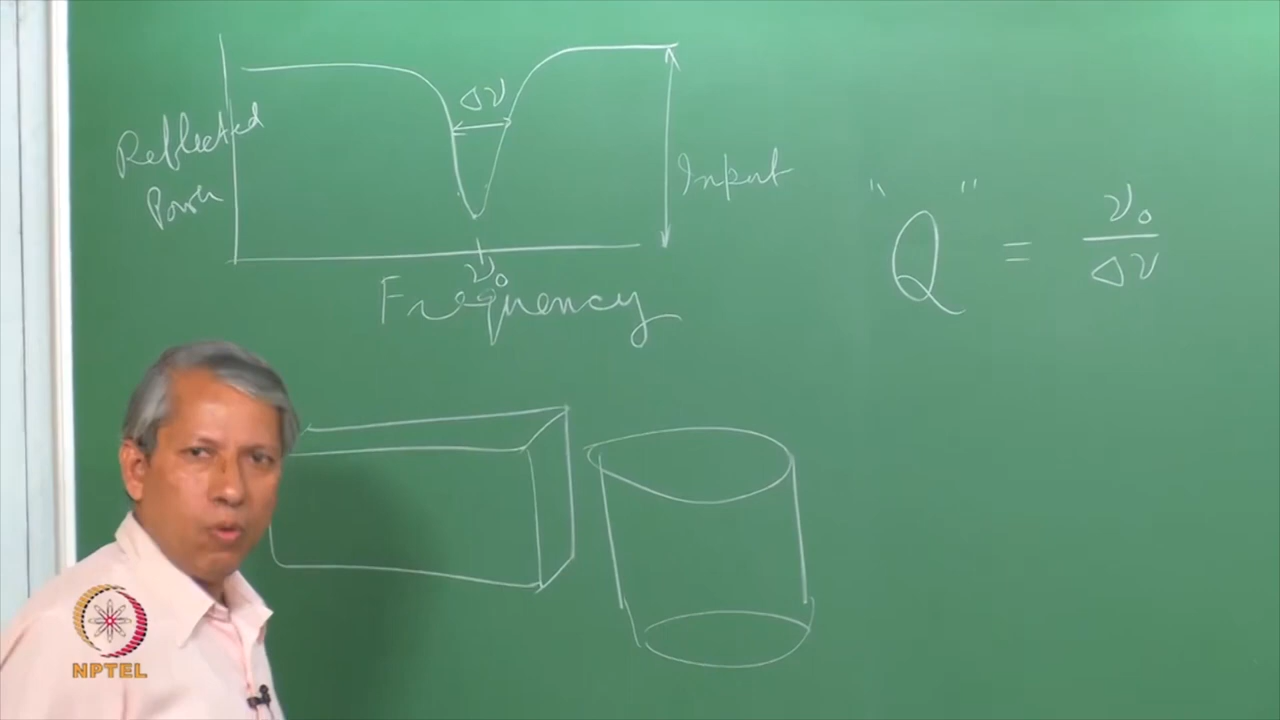 Reflected
Power
Δν
Input
ν₀
Frequency
"Q" = ν₀/Δν
NPTEL